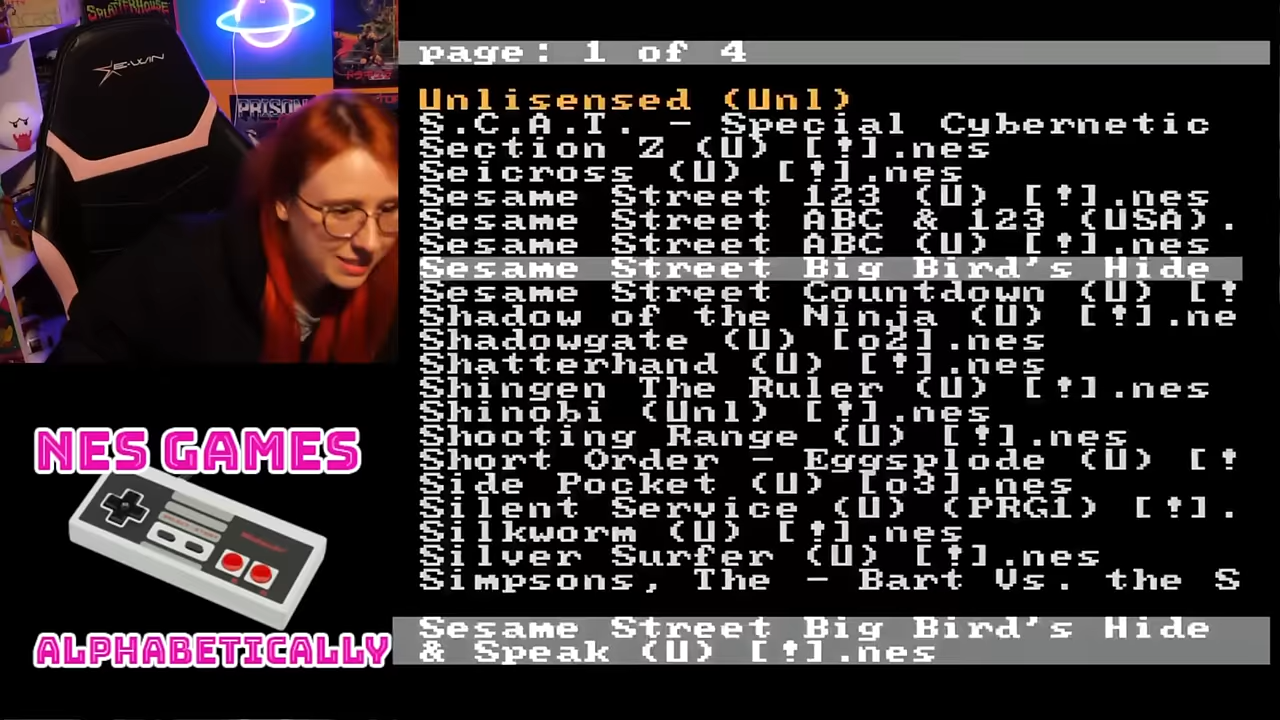 SPLATTERHOUSE
E-WIN
PRISON
page: 1 of 4
Unlisensed (Unl)
S.C.A.T. - Special Cybernetic
Section Z (U) [!].nes
Seicross (U) [!].nes
Sesame Street 123 (U) [!].nes
Sesame Street ABC & 123 (USA).
Sesame Street ABC (U) [!].nes
Sesame Street Big Bird's Hide
Sesame Street Countdown (U) [!
Shadow of the Ninja (U) [!].ne
Shadowgate (U) [o2].nes
Shatterhand (U) [!].nes
Shingen The Ruler (U) [!].nes
Shinobi (Unl) [!].nes
Shooting Range (U) [!].nes
Short Order - Eggsplode (U) [!
Side Pocket (U) [o3].nes
Silent Service (U) (PRG1) [!].
Silkworm (U) [!].nes
Silver Surfer (U) [!].nes
Simpsons, The - Bart Vs. the S
Sesame Street Big Bird's Hide
& Speak (U) [!].nes
NES GAMES
ALPHABETICALLY